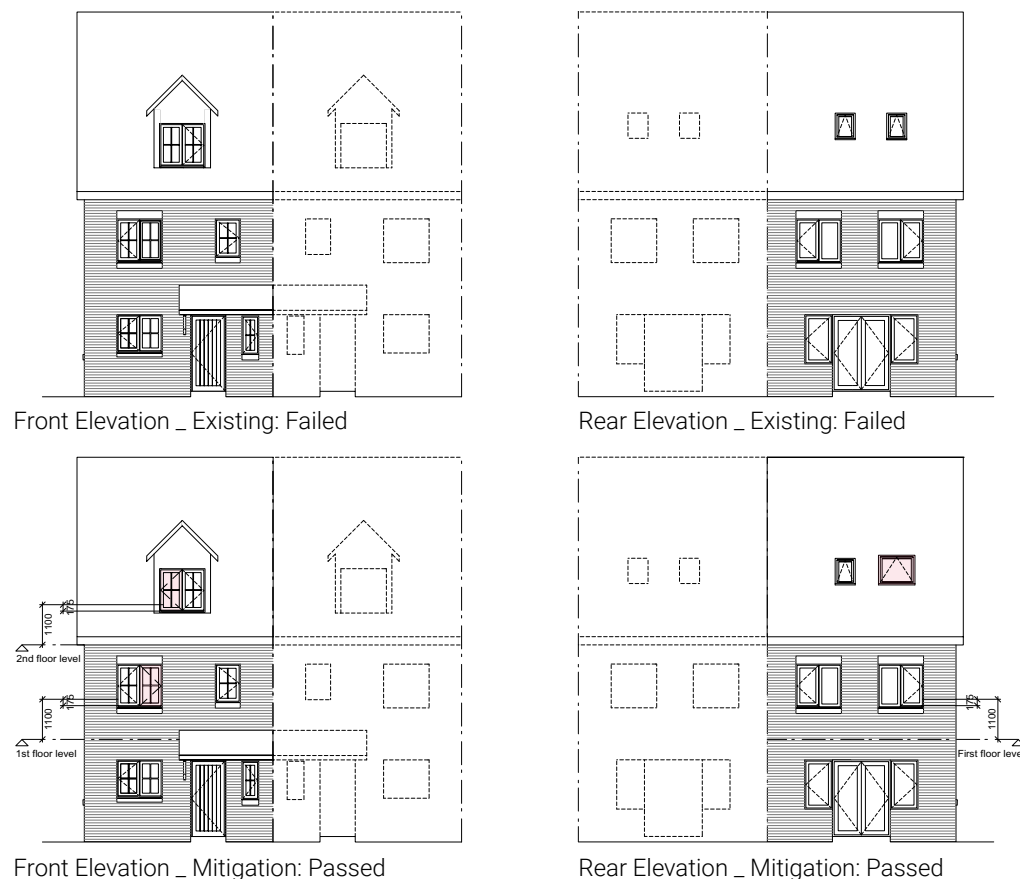 Front Elevation _ Existing: Failed
Rear Elevation _ Existing: Failed
1100
175
2nd floor level
1100
175
1st floor level
175
1100
First floor leve
Front Elevation _ Mitigation: Passed
Rear Elevation _ Mitigation: Passed